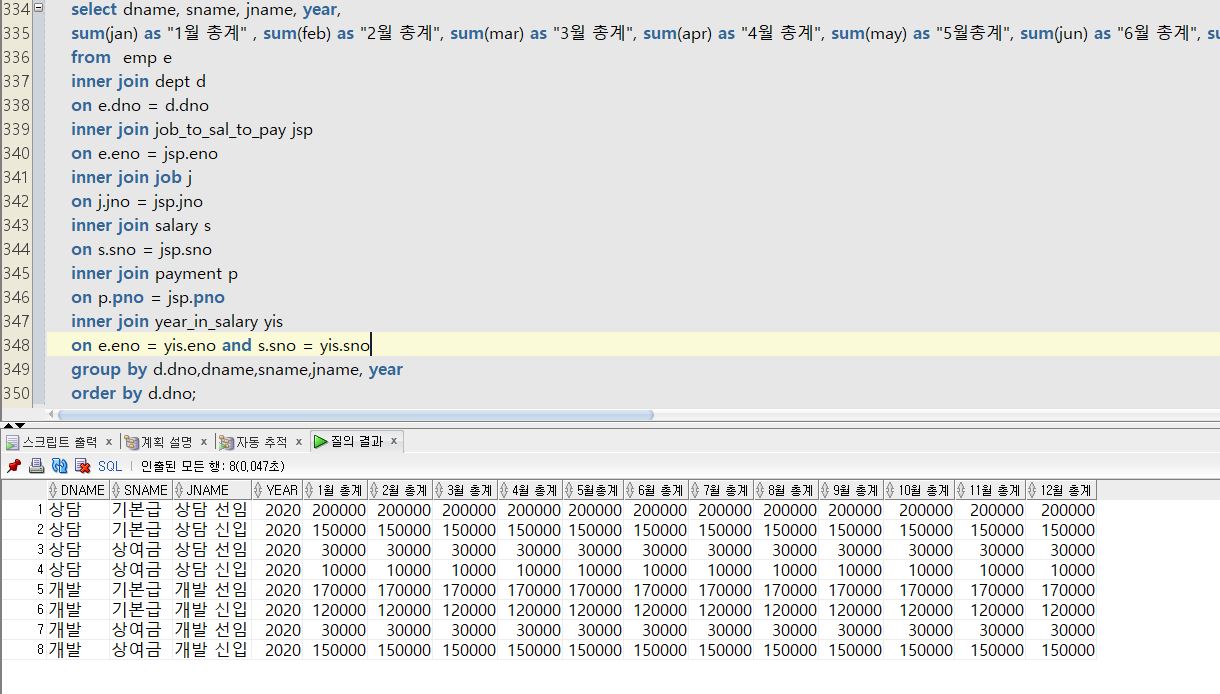 334 select dname, sname, jname, year,
335 sum(jan) as "1월 총계" , sum(feb) as "2월 총계", sum(mar) as "3월 총계", sum(apr) as "4월 총계", sum(may) as "5월총계", sum(jun) as "6월 총계", su
336 from emp e
337 inner join dept d
338 on e.dno = d.dno
339 inner join job_to_sal_to_pay jsp
340 on e.eno = jsp.eno
341 inner join job j
342 on j.jno = jsp.jno
343 inner join salary s
344 on s.sno = jsp.sno
345 inner join payment p
346 on p.pno = jsp.pno
347 inner join year_in_salary yis
348 on e.eno = yis.eno and s.sno = yis.sno
349 group by d.dno,dname,sname,jname, year
350 order by d.dno;
스크립트 출력 x 계획 설명 x 자동 추적 x 질의 결과 x
SQL | 인출된 모든 행: 8(0,047초)
DNAME SNAME JNAME YEAR 1월 총계 2월 총계 3월 총계 4월 총계 5월총계 6월 총계 7월 총계 8월 총계 9월 총계 10월 총계 11월 총계 12월 총계
1 상담 기본급 상담 선임 2020 200000 200000 200000 200000 200000 200000 200000 200000 200000 200000 200000 200000
2 상담 기본급 상담 신입 2020 150000 150000 150000 150000 150000 150000 150000 150000 150000 150000 150000 150000
3 상담 상여금 상담 선임 2020 30000 30000 30000 30000 30000 30000 30000 30000 30000 30000 30000 30000
4 상담 상여금 상담 신입 2020 10000 10000 10000 10000 10000 10000 10000 10000 10000 10000 10000 10000
5 개발 기본급 개발 선임 2020 170000 170000 170000 170000 170000 170000 170000 170000 170000 170000 170000 170000
6 개발 기본급 개발 신입 2020 120000 120000 120000 120000 120000 120000 120000 120000 120000 120000 120000 120000
7 개발 상여금 개발 선임 2020 30000 30000 30000 30000 30000 30000 30000 30000 30000 30000 30000 30000
8 개발 상여금 개발 신입 2020 150000 150000 150000 150000 150000 150000 150000 150000 150000 150000 150000 150000